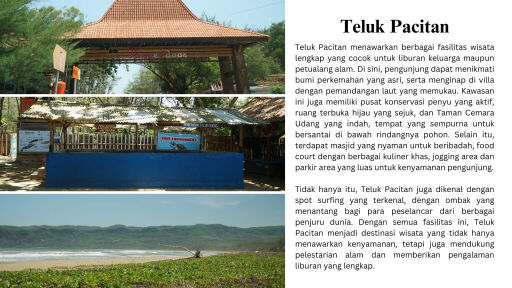 Teluk Pacitan
Teluk Pacitan menawarkan berbagai fasilitas wisata
lengkap yang cocok untuk liburan keluarga maupun
petualang alam. Di sini, pengunjung dapat menikmati
bumi perkemahan yang asri, serta menginap di villa
dengan pemandangan laut yang memukau. Kawasan
ini juga memiliki pusat konservasi penyu yang aktif,
ruang terbuka hijau yang sejuk, dan Taman Cemara
Udang yang indah, tempat yang sempurna untuk
bersantai di bawah rindangnya pohon. Selain itu,
terdapat masjid yang nyaman untuk beribadah, food
court dengan berbagai kuliner khas, jogging area dan
parkir area yang luas untuk kenyamanan pengunjung.
Tidak hanya itu, Teluk Pacitan juga dikenal dengan
spot surfing yang terkenal, dengan ombak yang
menantang bagi para peselancar dari berbagai
penjuru dunia. Dengan semua fasilitas ini, Teluk
Pacitan menjadi destinasi wisata yang tidak hanya
menawarkan kenyamanan, tetapi juga mendukung
pelestarian alam dan memberikan pengalaman
liburan yang lengkap.